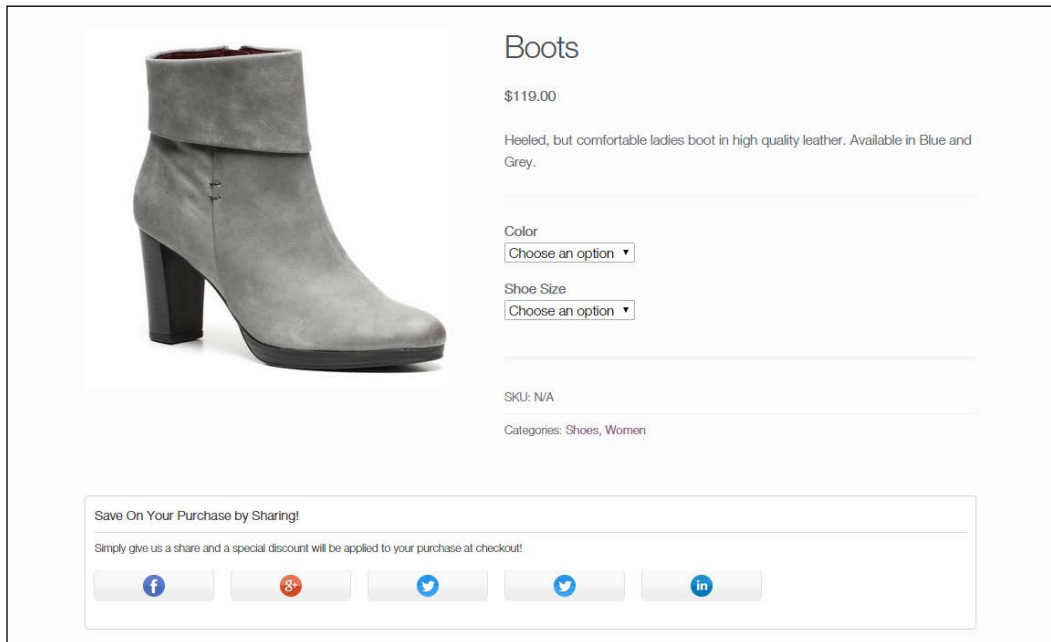 Boots
$119.00
Heeled, but comfortable ladies boot in high quality leather. Available in Blue and
Grey.
Color
Choose an option
Shoe Size
Choose an option
SKU: N/A
Categories: Shoes, Women
Save On Your Purchase by Sharing!
Simply give us a share and a special discount will be applied to your purchase at checkout!
f 8+ in